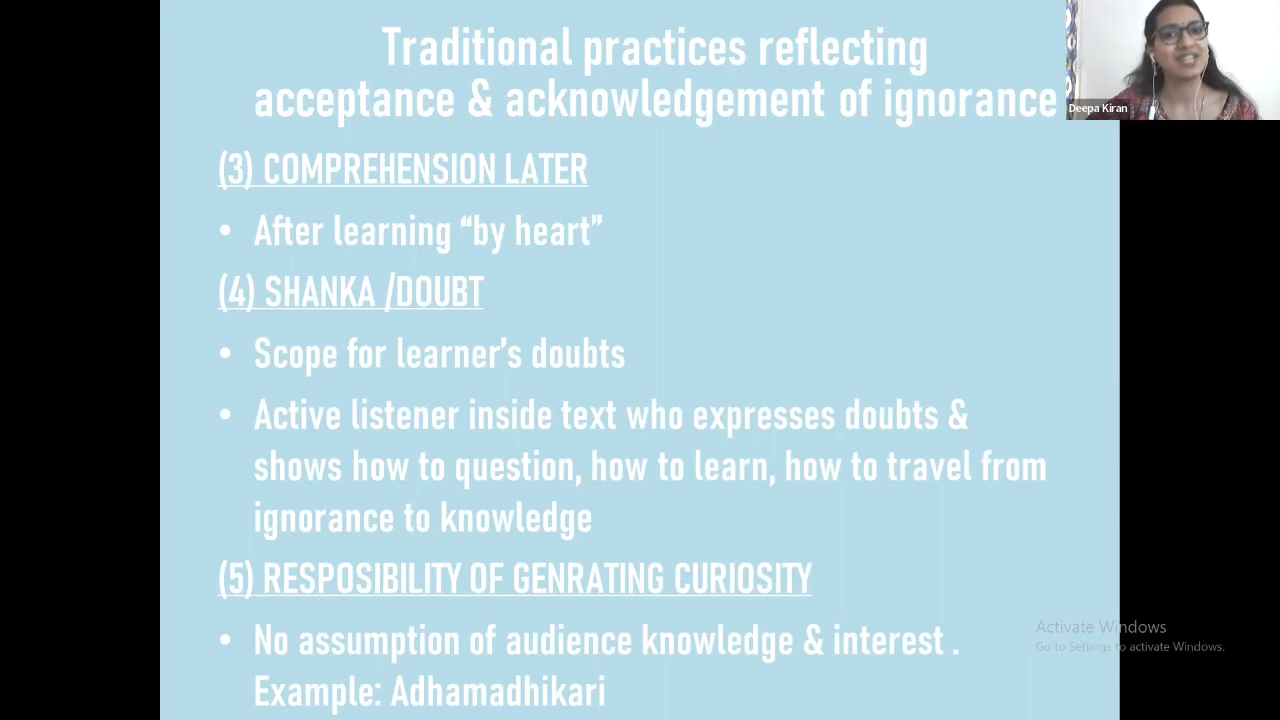 Traditional practices reflecting
acceptance & acknowledgement of ignorance
Deepa Kiran
(3) COMPREHENSION LATER
• After learning “by heart”
(4) SHANKA /DOUBT
• Scope for learner’s doubts
• Active listener inside text who expresses doubts &
shows how to question, how to learn, how to travel from
ignorance to knowledge
(5) RESPOSIBILITY OF GENRATING CURIOSITY
• No assumption of audience knowledge & interest .
Example: Adhamadhikari
Activate Windows
Go to Settings to activate Windows.